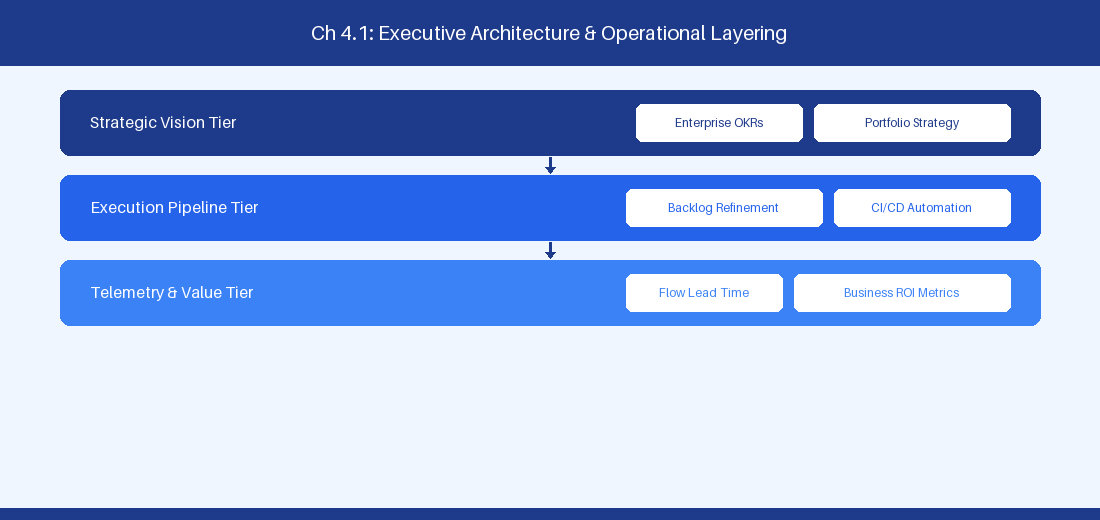 Ch 4.1: Executive Architecture & Operational Layering
Strategic Vision Tier
Enterprise OKRs
Portfolio Strategy
Execution Pipeline Tier
Backlog Refinement
CI/CD Automation
Telemetry & Value Tier
Flow Lead Time
Business ROI Metrics